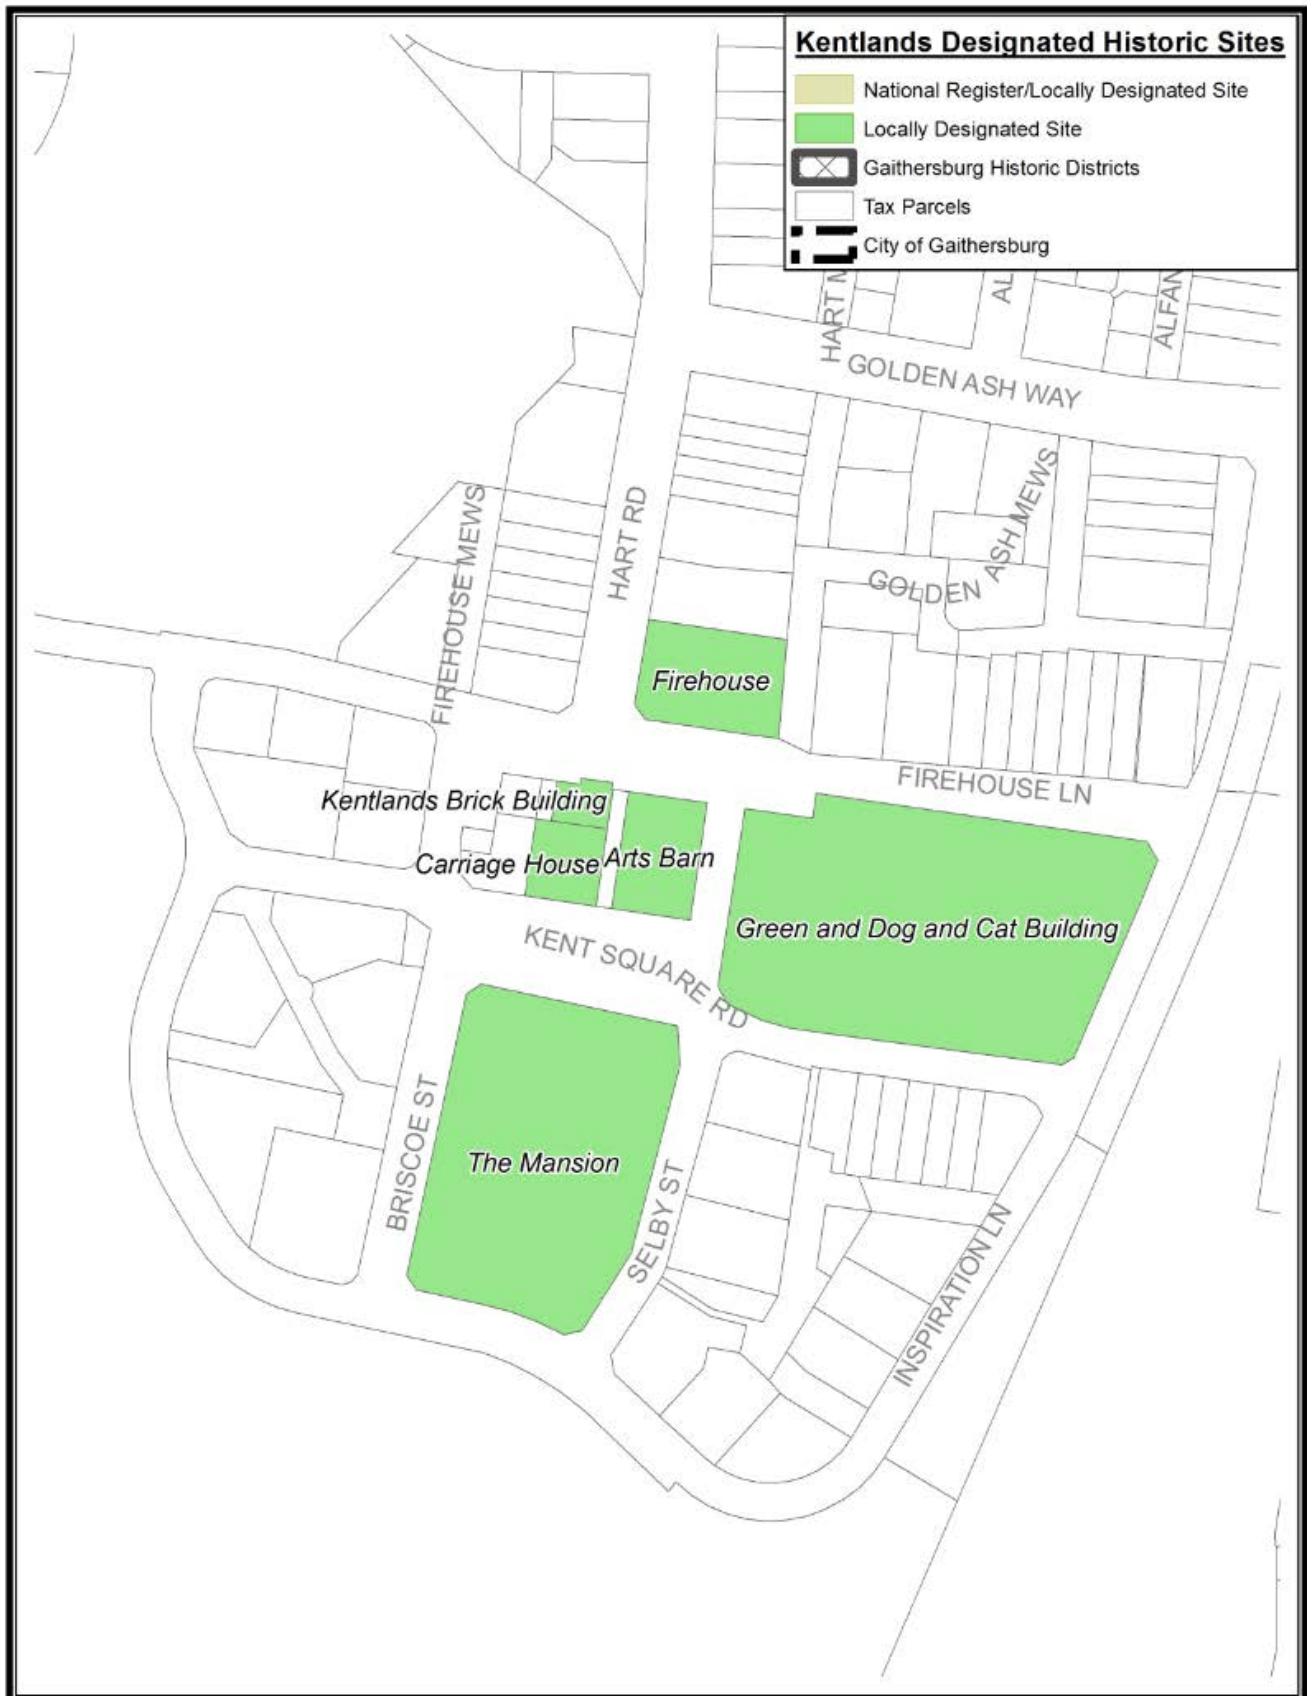 Kentlands Designated Historic Sites
National Register/Locally Designated Site
Locally Designated Site
Gaithersburg Historic Districts
Tax Parcels
City of Gaithersburg
HART M
AL
ALFAN
GOLDEN ASH WAY
FIREHOUSE MEWS
HART RD
GOLDEN ASH MEWS
Firehouse
FIREHOUSE LN
Kentlands Brick Building
Carriage House
Arts Barn
Green and Dog and Cat Building
KENT SQUARE RD
BRISCOE ST
The Mansion
SELBY ST
INSPIRATION LN